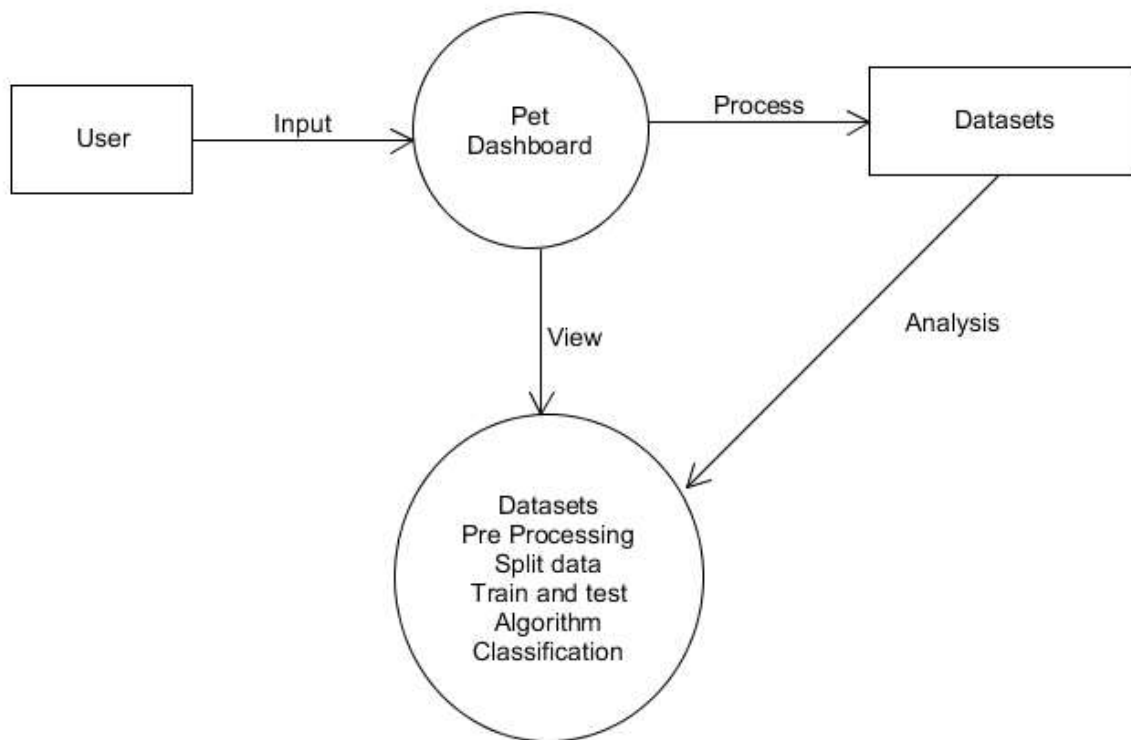 User
Input
Pet
Dashboard
Process
Datasets
View
Analysis
Datasets
Pre Processing
Split data
Train and test
Algorithm
Classification